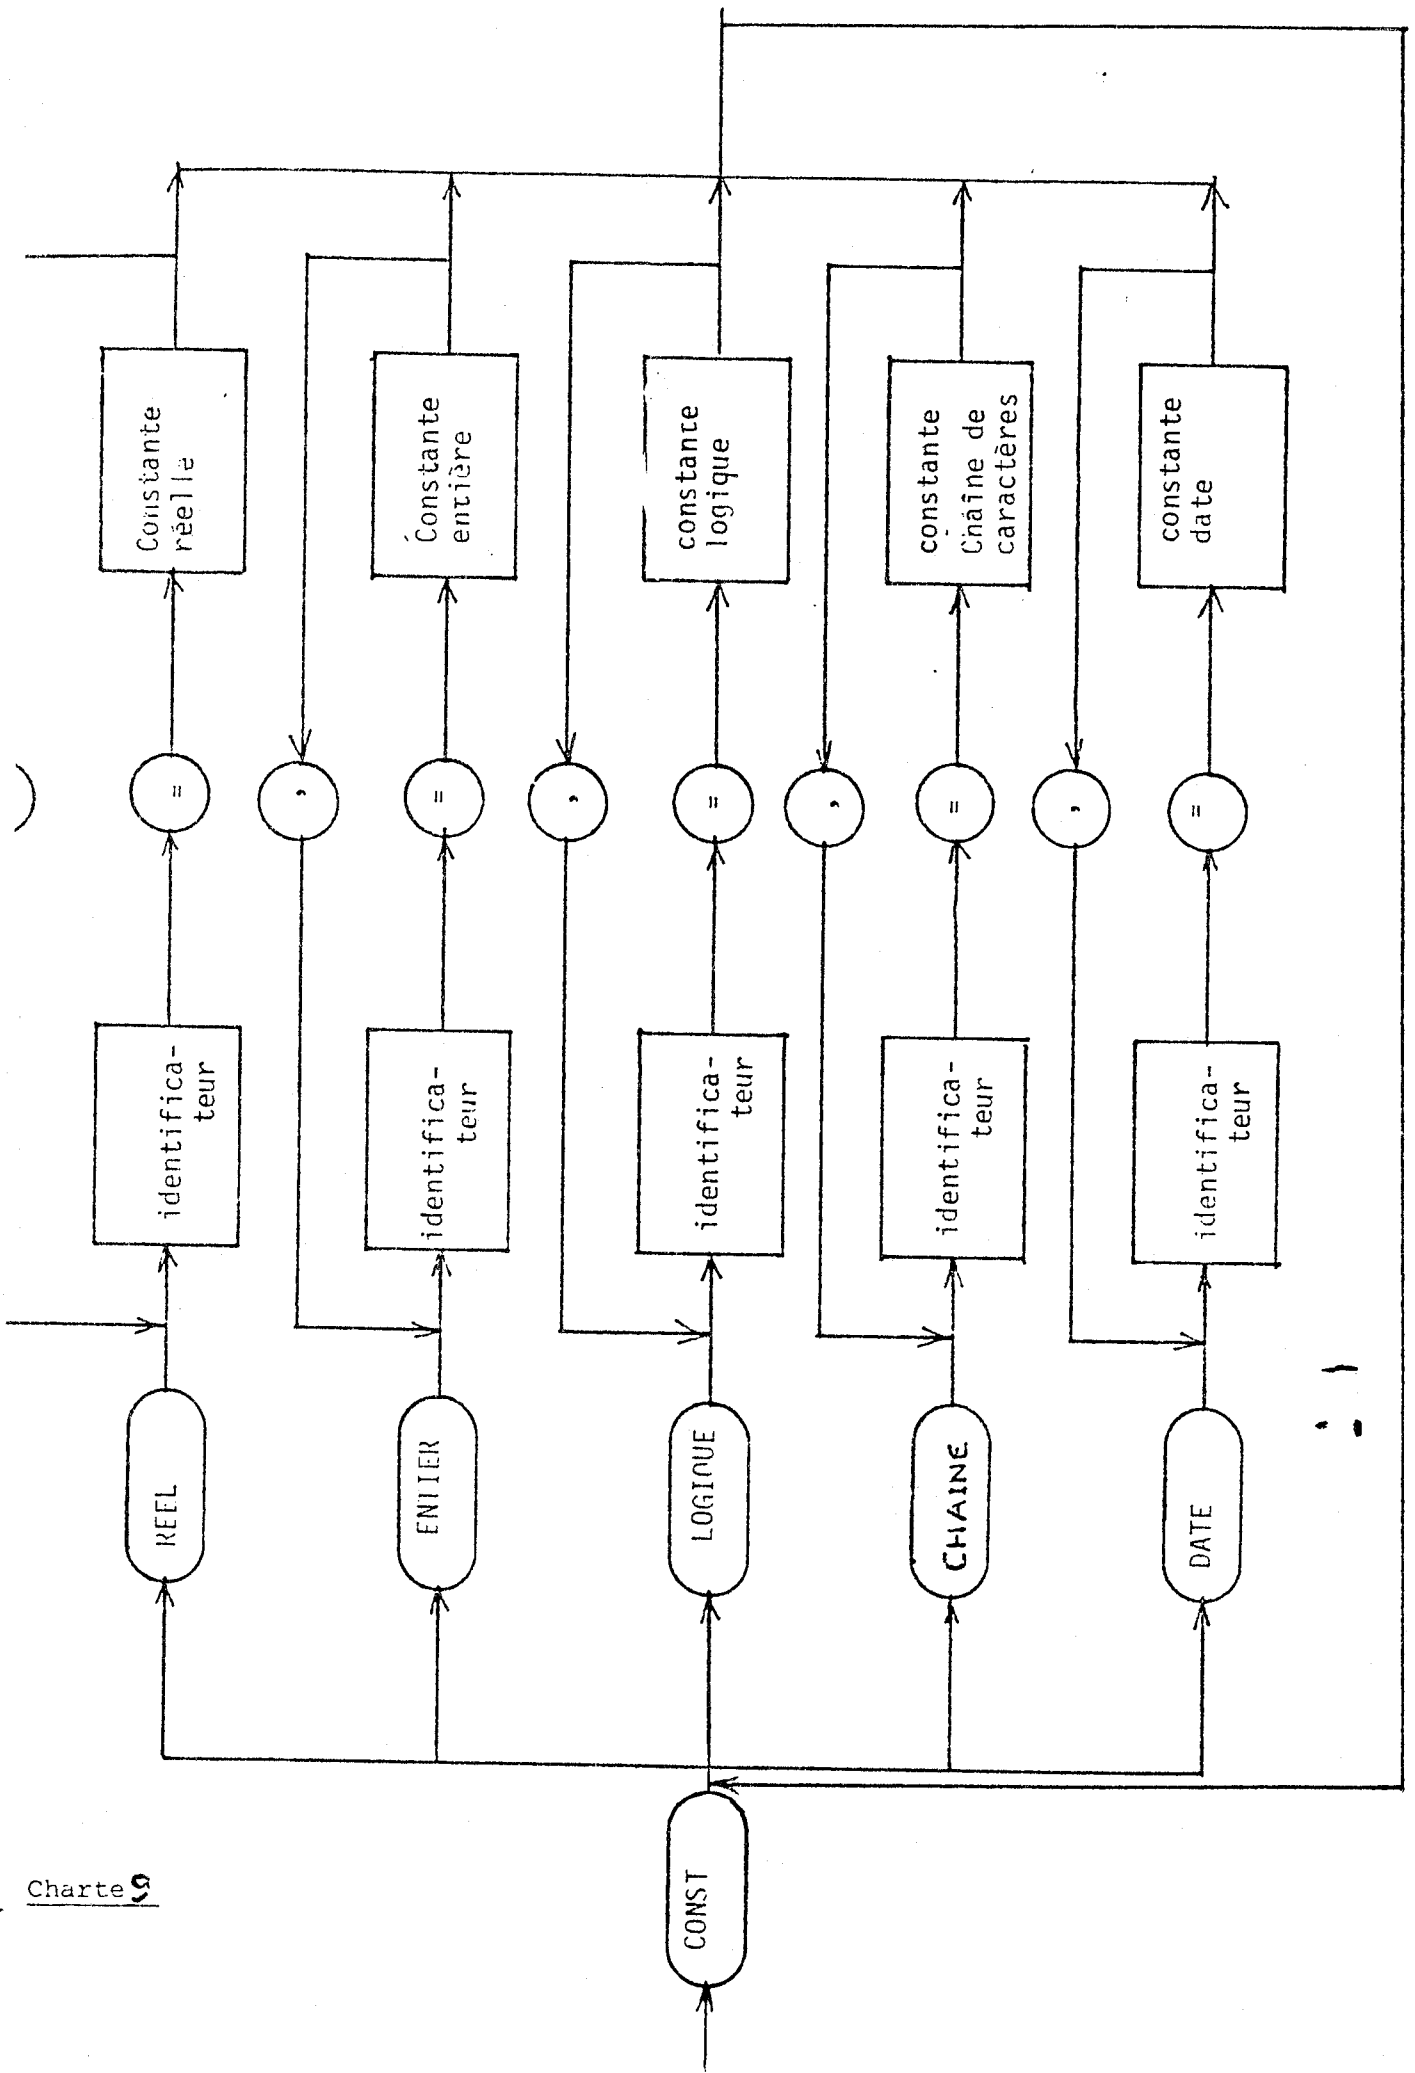 CONST
REEL
identifica-
teur
=
Constante
réelle
ENTIER
identifica-
teur
=
Constante
entière
,
LOGIQUE
identifica-
teur
=
constante
logique
,
CHAINE
identifica-
teur
=
constante
Chaîne de
caractères
,
DATE
identifica-
teur
=
constante
date
,
Charte 9